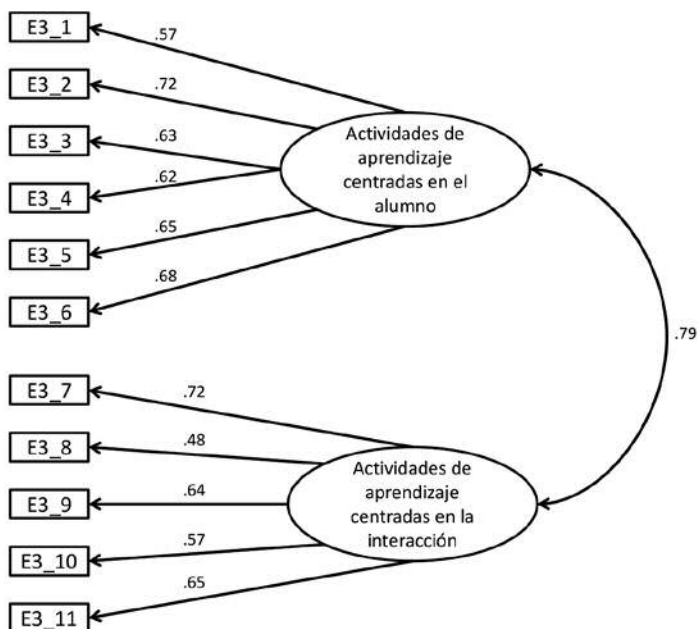 E3_1
.57
E3_2
.72
E3_3
.63
E3_4
.62
E3_5
.65
E3_6
.68
Actividades de
aprendizaje
centradas en el
alumno
.79
E3_7
.72
E3_8
.48
E3_9
.64
E3_10
.57
E3_11
.65
Actividades de
aprendizaje
centradas en la
interacción